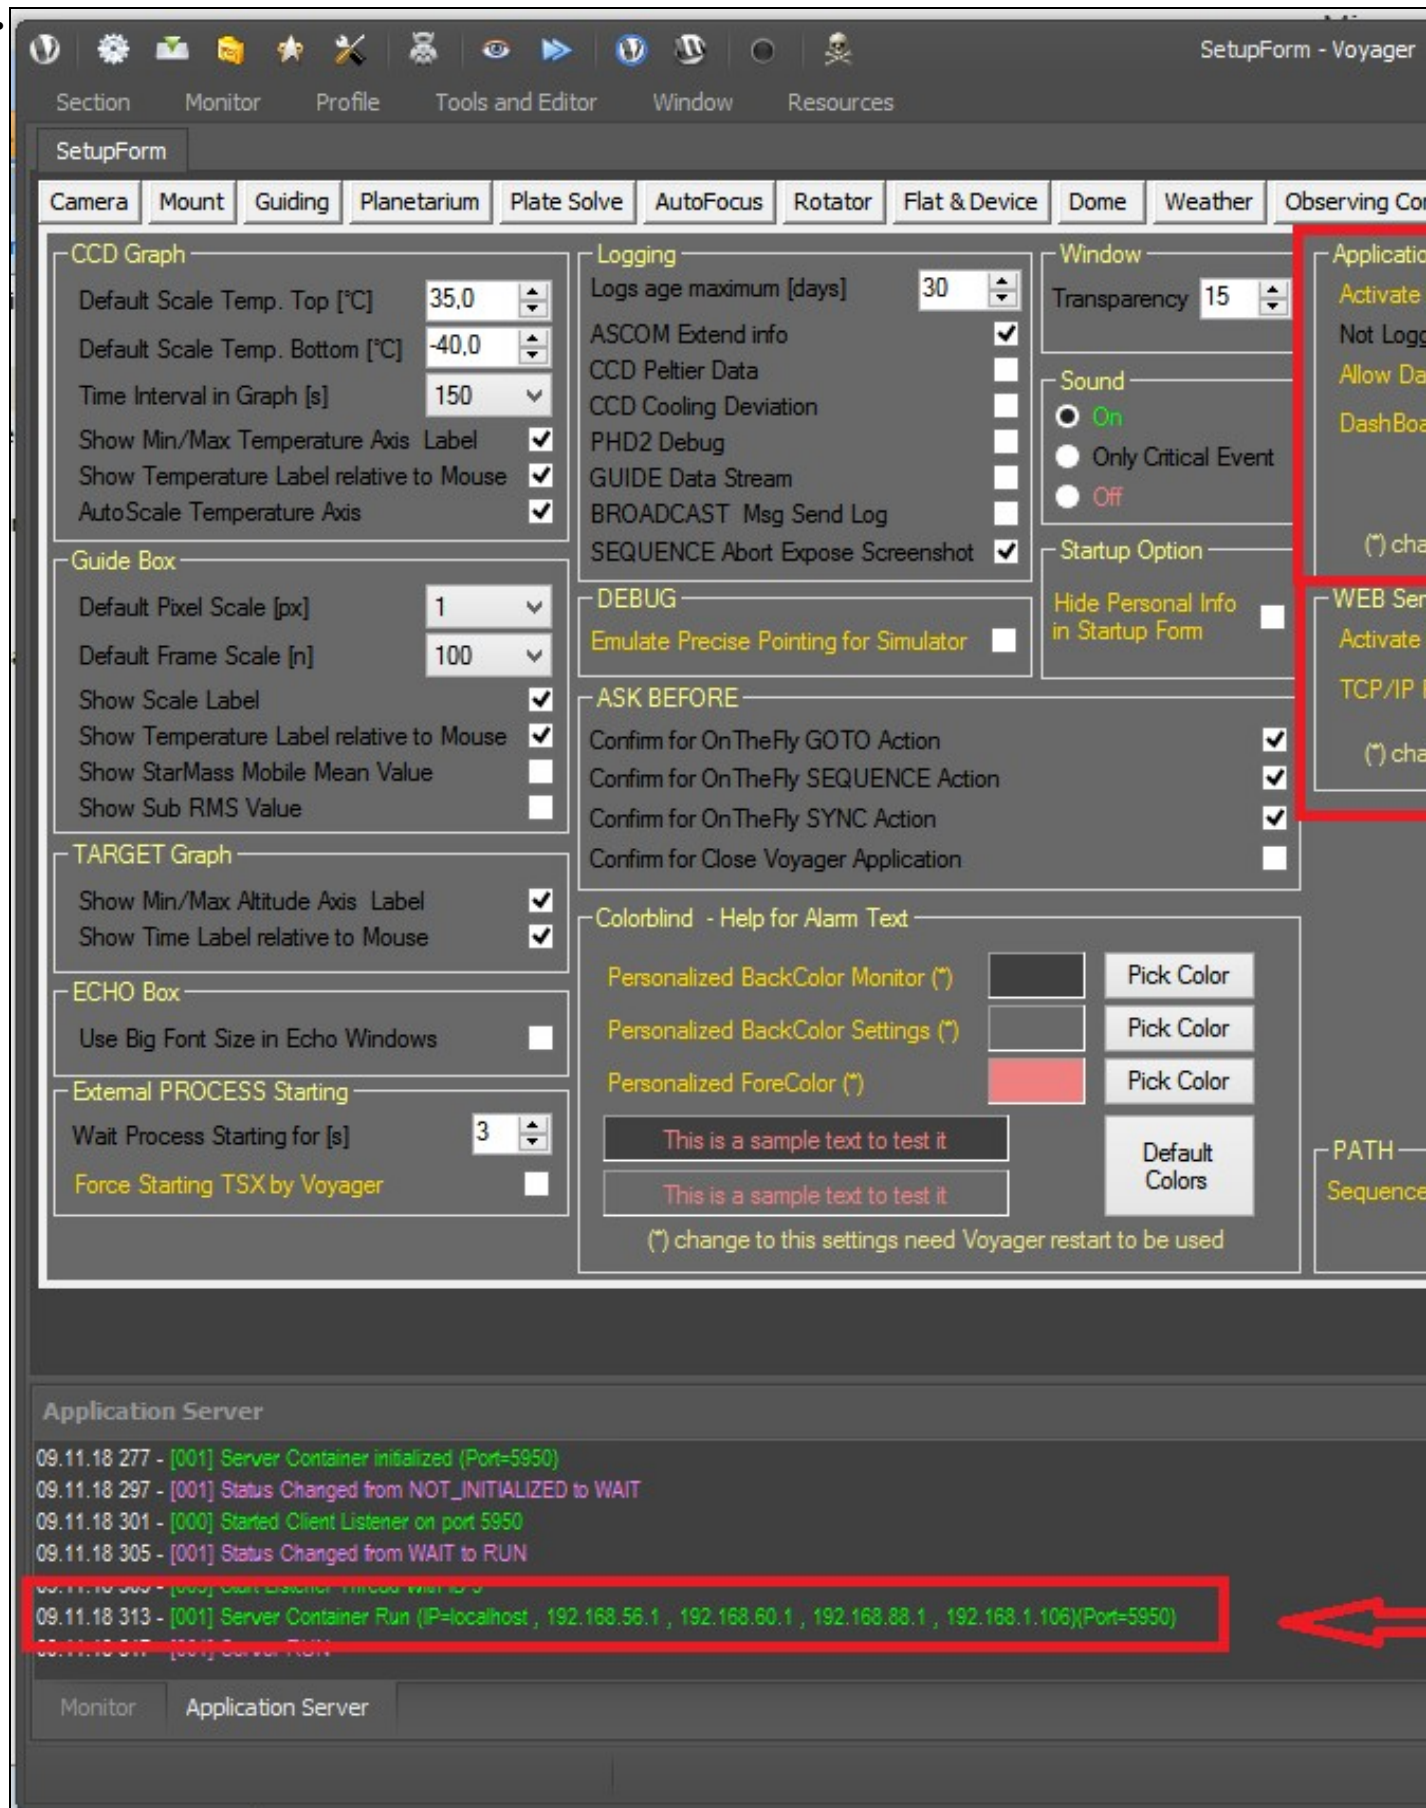 SetupForm - Voyager
Section Monitor Profile Tools and Editor Window Resources
SetupForm
Camera Mount Guiding Planetarium Plate Solve AutoFocus Rotator Flat & Device Dome Weather Observing
CCD Graph
Default Scale Temp. Top [°C] 35,0
Default Scale Temp. Bottom [°C] -40,0
Time Interval in Graph [s] 150
Show Min/Max Temperature Axis Label
Show Temperature Label relative to Mouse
AutoScale Temperature Axis
Guide Box
Default Pixel Scale [px] 1
Default Frame Scale [n] 100
Show Scale Label
Show Temperature Label relative to Mouse
Show StarMass Mobile Mean Value
Show Sub RMS Value
TARGET Graph
Show Min/Max Altitude Axis Label
Show Time Label relative to Mouse
ECHO Box
Use Big Font Size in Echo Windows
External PROCESS Starting
Wait Process Starting for [s] 3
Force Starting TSX by Voyager
Logging
Logs age maximum [days] 30
ASCOM Extend info
CCD Peltier Data
CCD Cooling Deviation
PHD2 Debug
GUIDE Data Stream
BROADCAST Msg Send Log
SEQUENCE Abort Expose Screenshot
DEBUG
Emulate Precise Pointing for Simulator
Window
Transparency 15
Sound
On
Only Critical Event
Off
Startup Option
Hide Personal Info
in Startup Form
ASK BEFORE
Confirm for OnTheFly GOTO Action
Confirm for OnTheFly SEQUENCE Action
Confirm for OnTheFly SYNC Action
Confirm for Close Voyager Application
Colorblind - Help for Alarm Text
Personalized BackColor Monitor (*) Pick Color
Personalized BackColor Settings (*) Pick Color
Personalized ForeColor (*) Pick Color
This is a sample text to test it
This is a sample text to test it
Default
Colors
(*) change to this settings need Voyager restart to be used
Activate
Not
Allow
(*)
WEB
Activate
TCP/IP
(*)
PATH
Sequence
Application Server
09.11.18 277 - [001] Server Container initialized (Port=5950)
09.11.18 297 - [001] Status Changed from NOT_INITIALIZED to WAIT
09.11.18 301 - [000] Started Client Listener on port 5950
09.11.18 305 - [001] Status Changed from WAIT to RUN
09.11.18 313 - [001] Server Container Run (IP=localhost , 192.168.56.1 , 192.168.60.1 , 192.168.88.1 , 192.168.1.106)(Port=5950)
Monitor Application Server